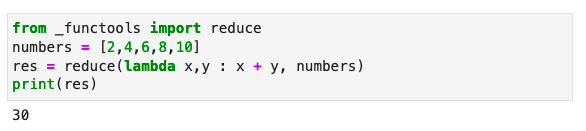 from _functools import reduce
numbers = [2,4,6,8,10]
res = reduce(lambda x,y : x + y, numbers)
print(res)
30